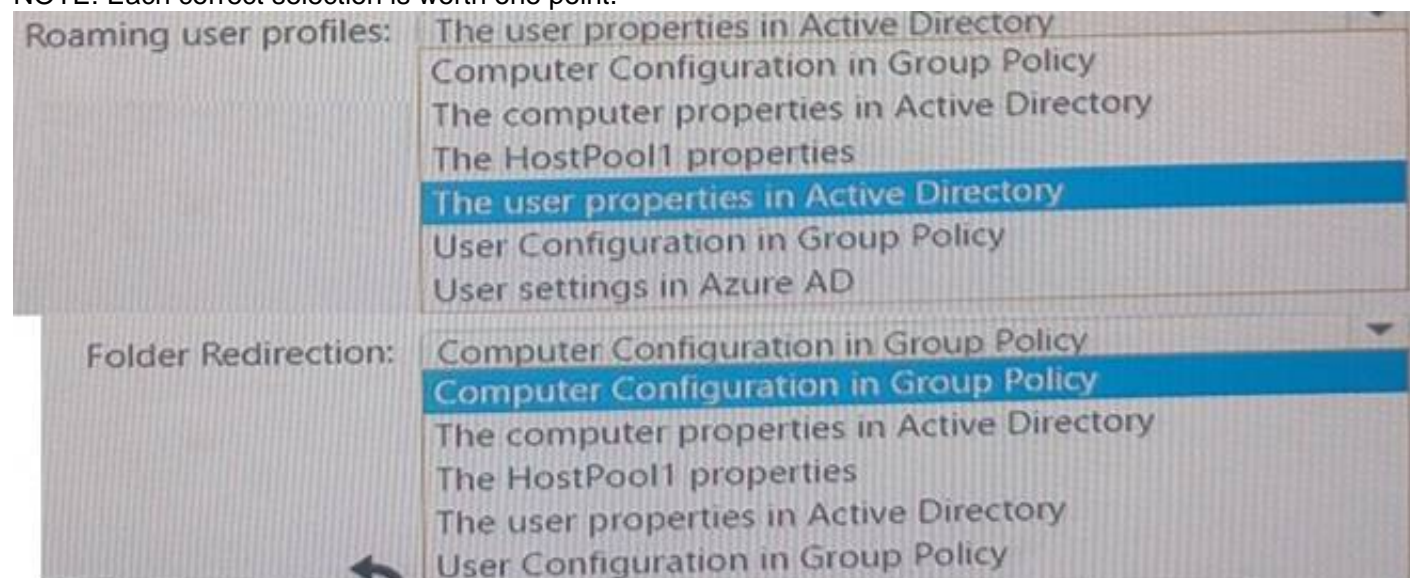 NOTE: Each correct selection is worth one point.
Roaming user profiles: The user properties in Active Directory
Computer Configuration in Group Policy
The computer properties in Active Directory
The HostPool1 properties
The user properties in Active Directory
User Configuration in Group Policy
User settings in Azure AD
Folder Redirection: Computer Configuration in Group Policy
Computer Configuration in Group Policy
The computer properties in Active Directory
The HostPool1 properties
The user properties in Active Directory
User Configuration in Group Policy